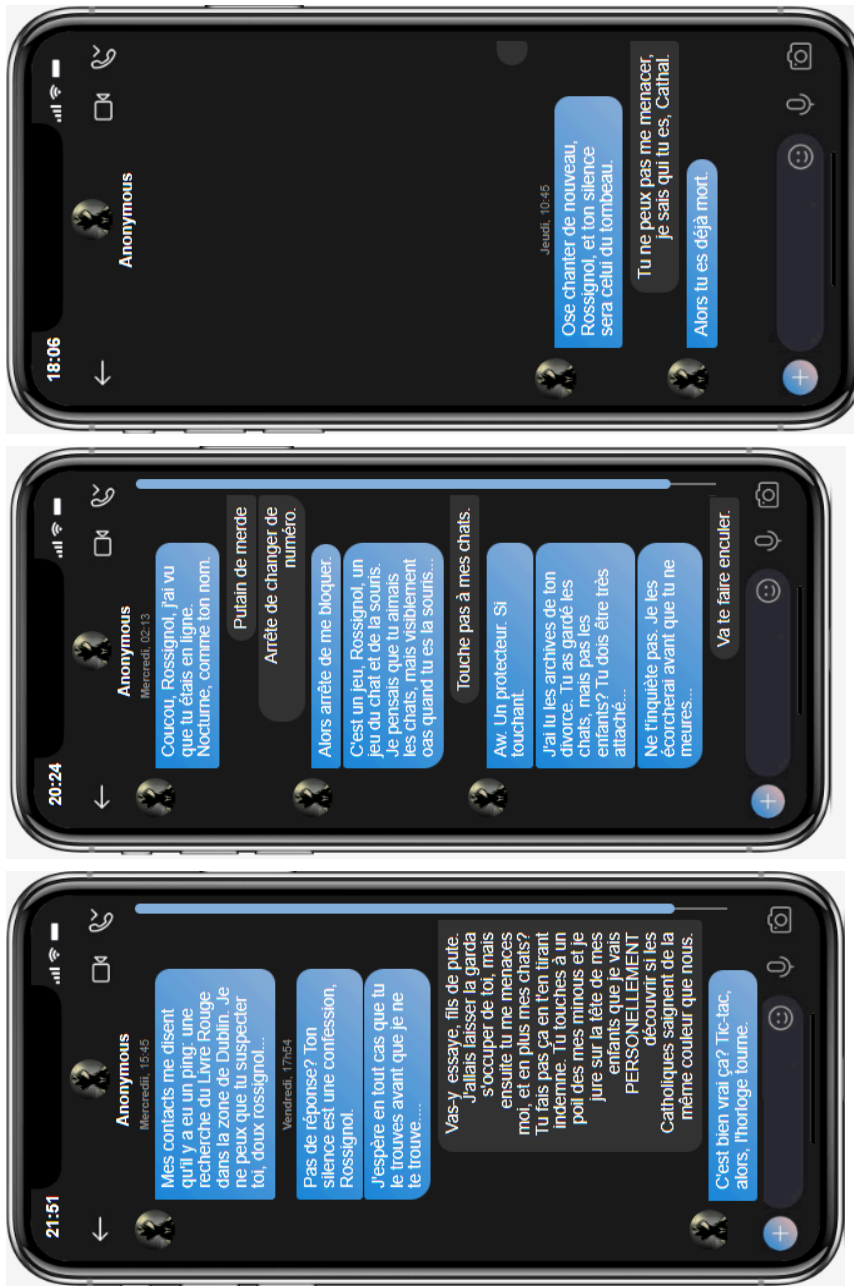 21:51
Anonymous
Mercredii, 15:45
Mes contacts me disent
qu'il y a eu un ping: une
recherche du Livre Rouge
dans la zone de Dublin. Je
ne peux que tu suspecter
toi, doux rossignol...
Vendredi, 17h54
Pas de réponse? Ton
silence est une confession,
Rossignol.
J'espère en tout cas que tu
le trouves avant que je ne
te trouve....
Vas-y essaye, fils de pute.
J'allais laisser la garda
s'occuper de toi, mais
ensuite tu me menaces
moi, et en plus mes chats?
Tu fais pas ça en t'en tirant
indemne. Tu touches à un
poil des mes minous et je
jure sur la tête de mes
enfants que je vais
PERSONELLEMENT
découvrir si les
Catholiques saignent de la
même couleur que nous.
C'est bien vrai ça? Tic-tac,
alors, l'horloge tourne.
20:24
Anonymous
Mercredi, 02:13
Coucou, Rossignol, j'ai vu
que tu étais en ligne.
Nocturne, comme ton nom.
Putain de merde
Arrête de changer de
numéro.
Alors arrête de me bloquer.
C'est un jeu, Rossignol, un
jeu du chat et de la souris.
Je pensais que tu aimais
les chats, mais visiblement
oas quand tu es la souris...
Touche pas à mes chats.
Aw. Un protecteur. Si
touchant.
J'ai lu les archives de ton
divorce. Tu as gardé les
chats, mais pas les
enfants? Tu dois être très
attaché...
Ne t'inquiète pas. Je les
écorcherai avant que tu ne
meures...
Va te faire enculer.
18:06
Anonymous
Jeudi, 10:45
Ose chanter de nouveau,
Rossignol, et ton silence
sera celui du tombeau.
Tu ne peux pas me menacer,
je sais qui tu es, Cathal.
Alors tu es déjà mort.